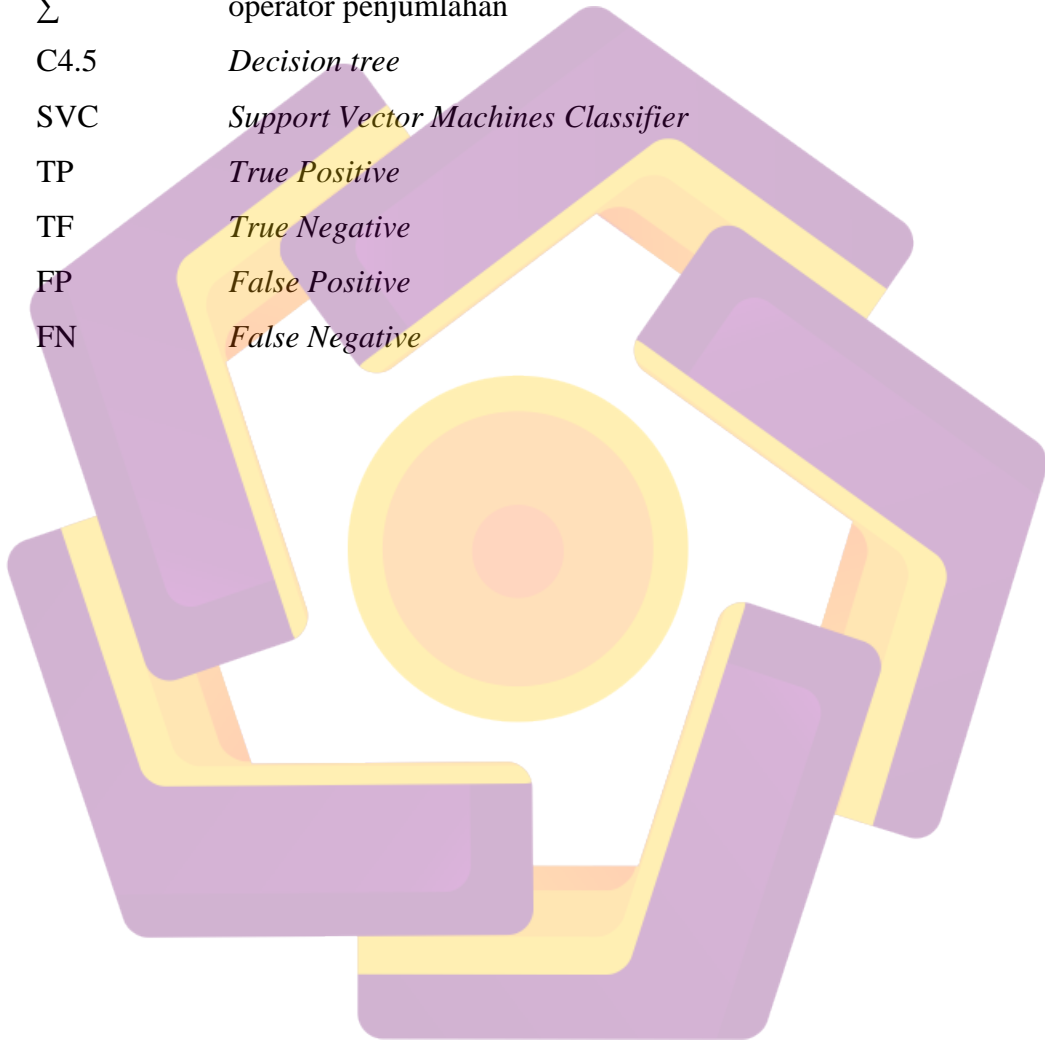 ∑ operator penjumlahan
C4.5 Decision tree
SVC Support Vector Machines Classifier
TP True Positive
TF True Negative
FP False Positive
FN False Negative